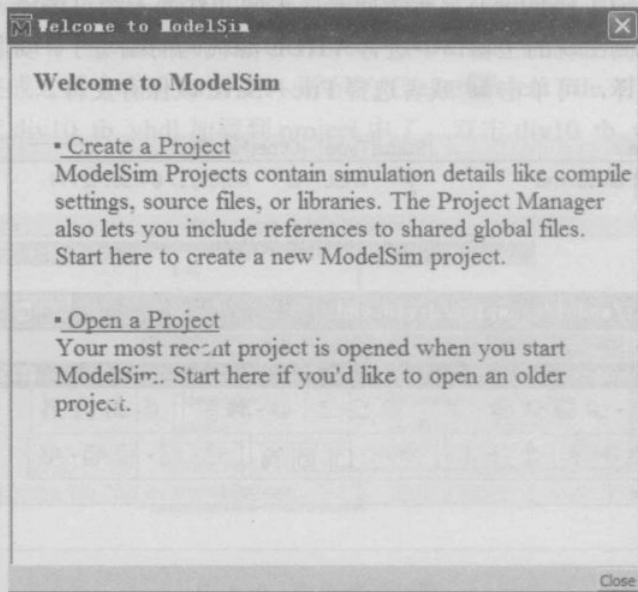 Welcome to ModelSim
Welcome to ModelSim
▪ Create a Project
ModelSim Projects contain simulation details like compile
settings, source files, or libraries. The Project Manager
also lets you include references to shared global files.
Start here to create a new ModelSim project.
▪ Open a Project
Your most recent project is opened when you start
ModelSim. Start here if you'd like to open an older
project.
Close